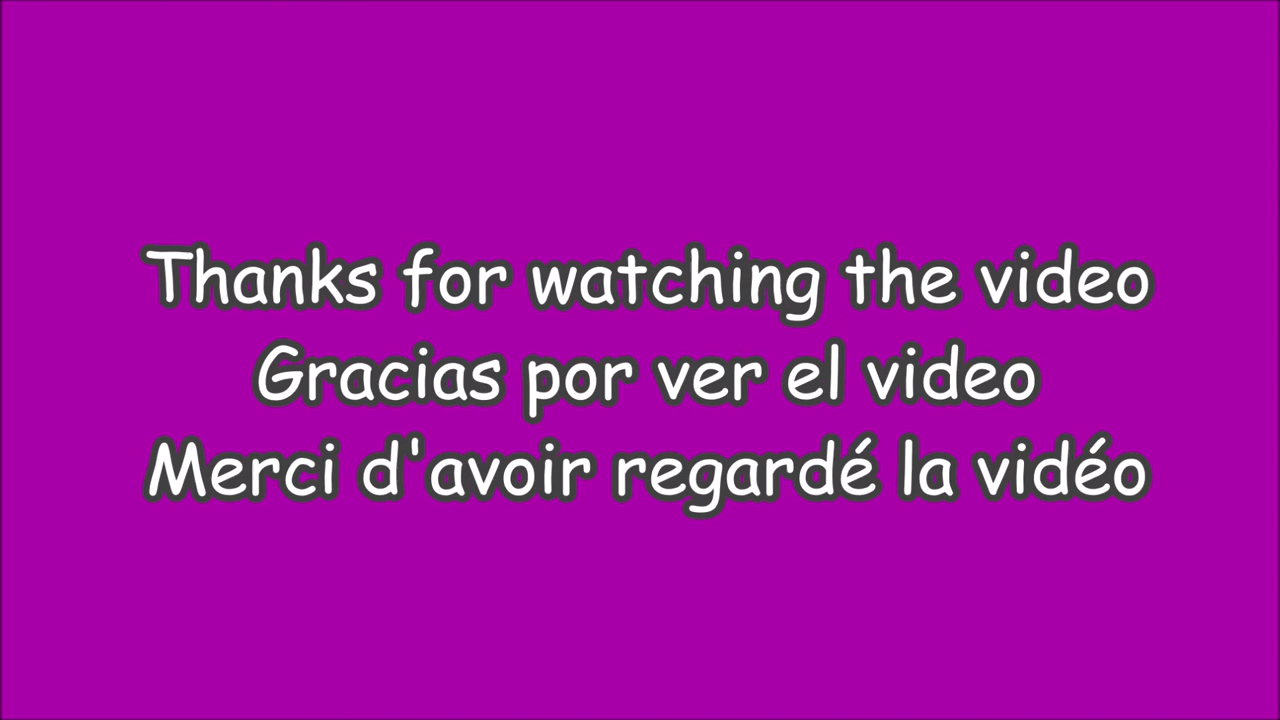 Thanks for watching the video
Gracias por ver el video
Merci d'avoir regardé la vidéo